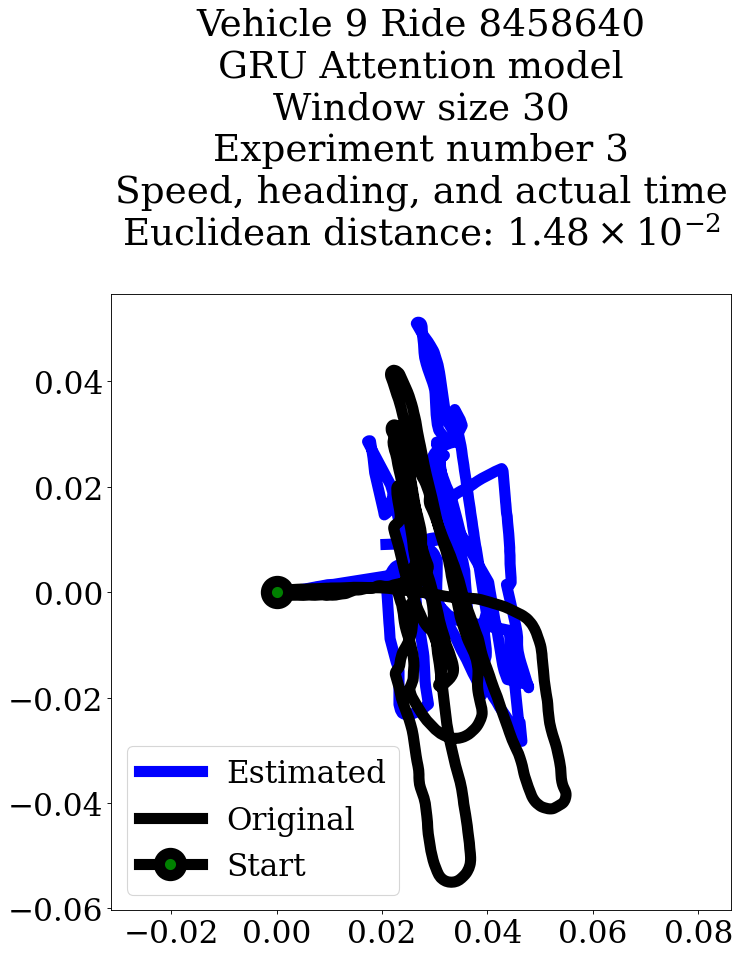 Vehicle 9 Ride 8458640
GRU Attention model
Window size 30
Experiment number 3
Speed, heading, and actual time
Euclidean distance: 1.48 × 10⁻²
0.04
0.02
0.00
−0.02
−0.04
−0.06
Estimated
Original
Start
−0.02 0.00 0.02 0.04 0.06 0.08